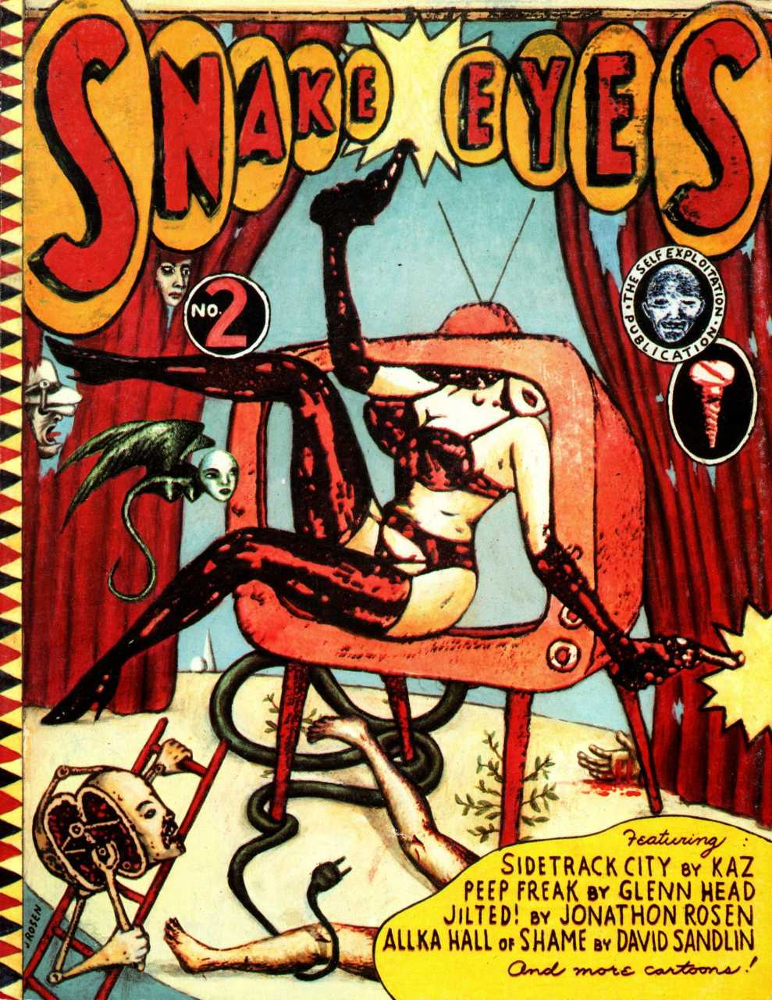 SNAKE EYES
NO. 2
· THE SELF EXPLOITATION ·
PUBLICATION
Featuring :
SIDETRACK CITY BY KAZ
PEEP FREAK BY GLENN HEAD
JILTED! BY JONATHON ROSEN
ALLKA HALL OF SHAME BY DAVID SANDLIN
And more cartoons!
J. ROSEN